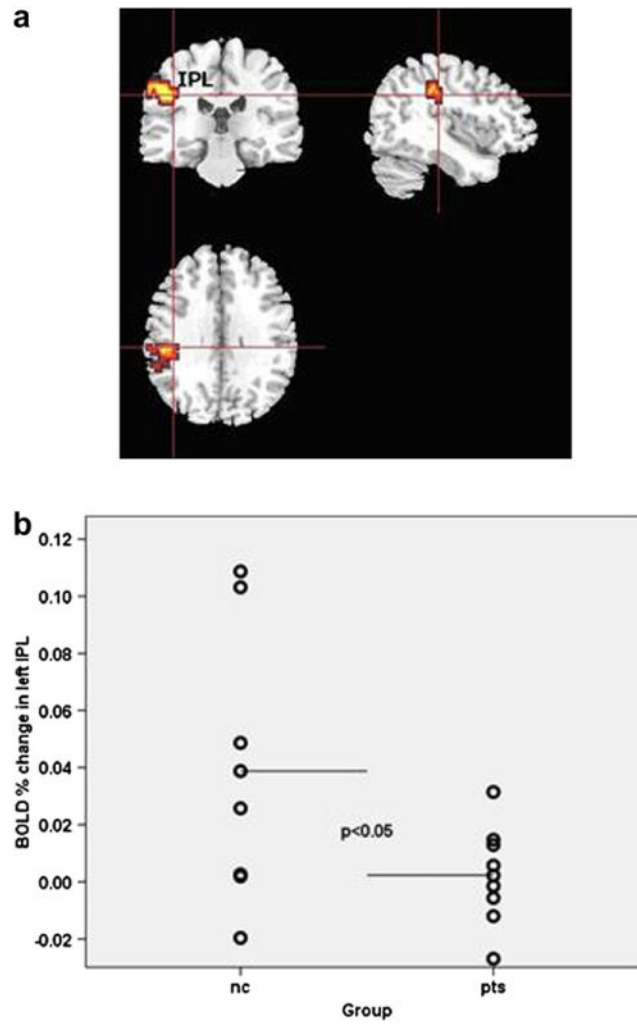 a
IPL
b
0.12
0.10
0.08
0.06
0.04
0.02
0.00
-0.02
BOLD % change in left IPL
p<0.05
nc pts
Group